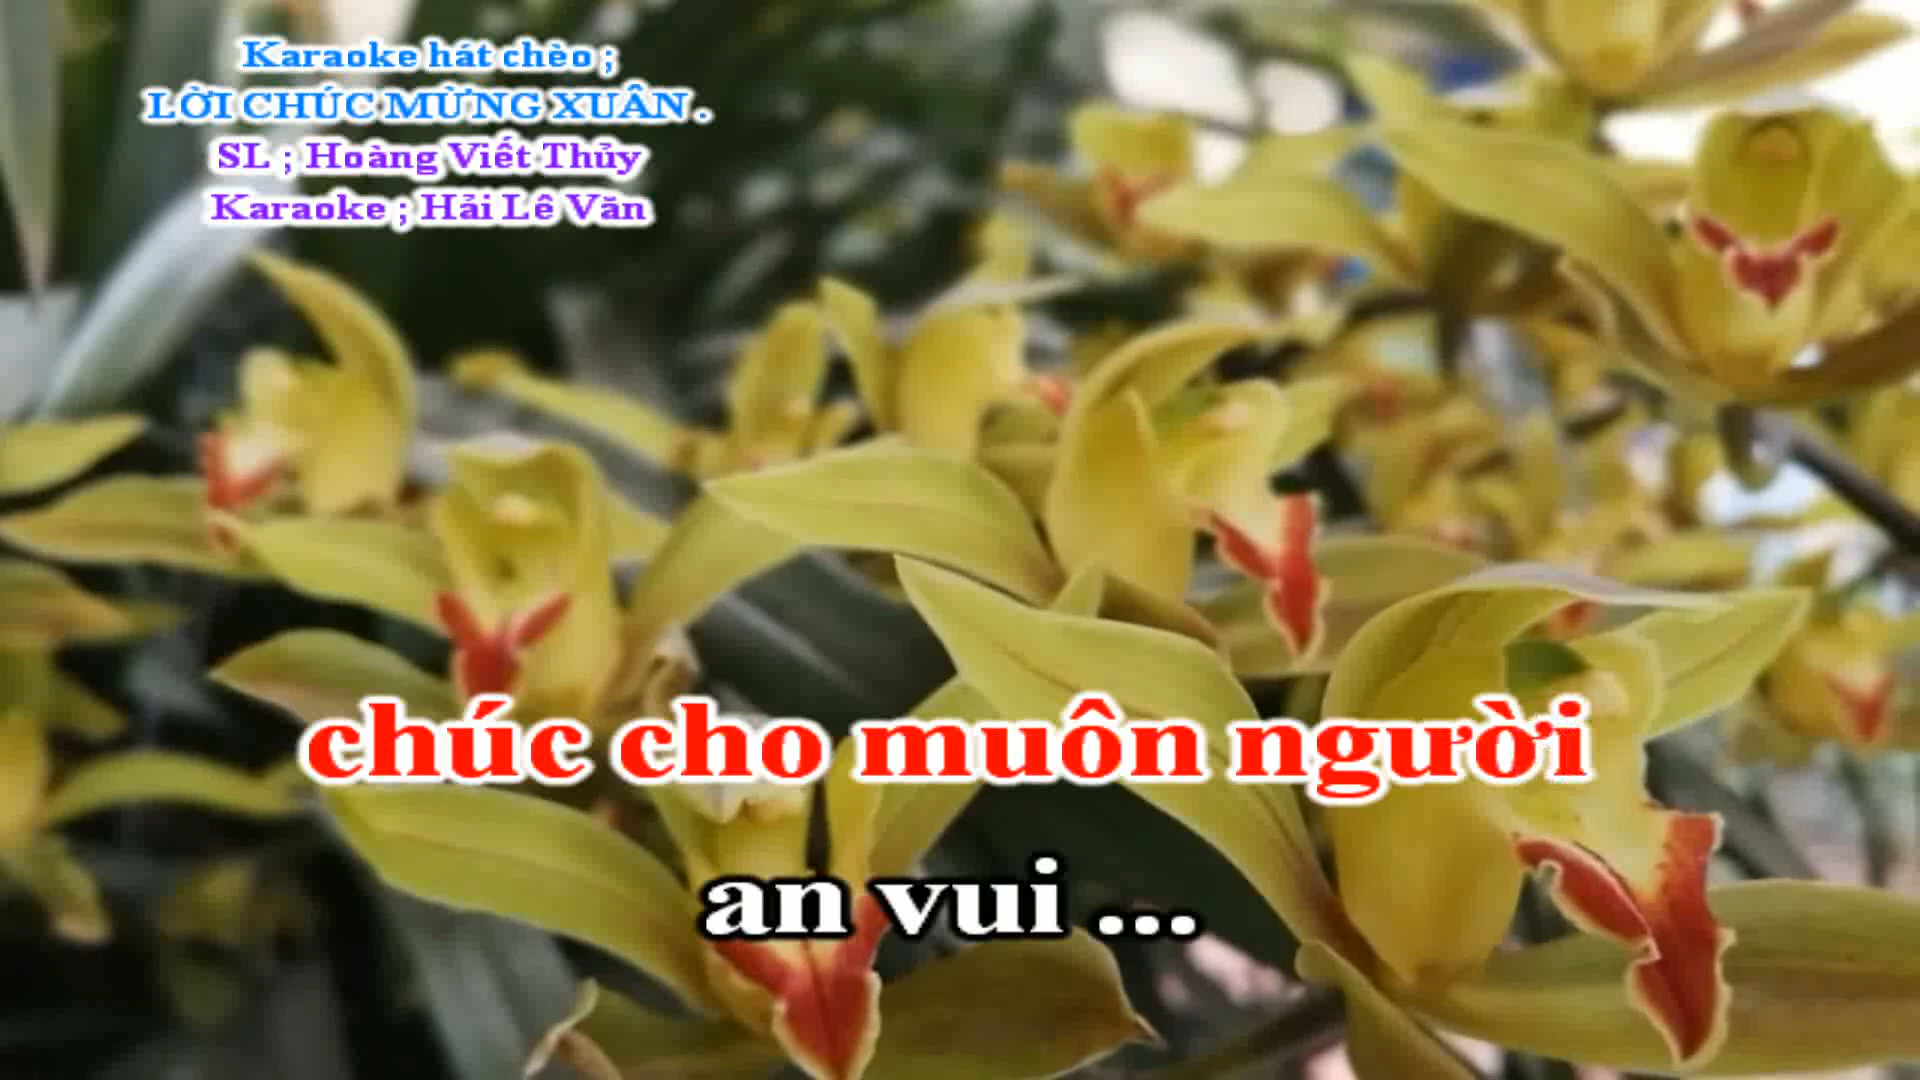 Karaoke hát chèo ;
LỜI CHÚC MỪNG XUÂN .
SL ; Hoàng Viết Thủy
Karaoke ; Hải Lê Văn
chúc cho muôn người
an vui ...